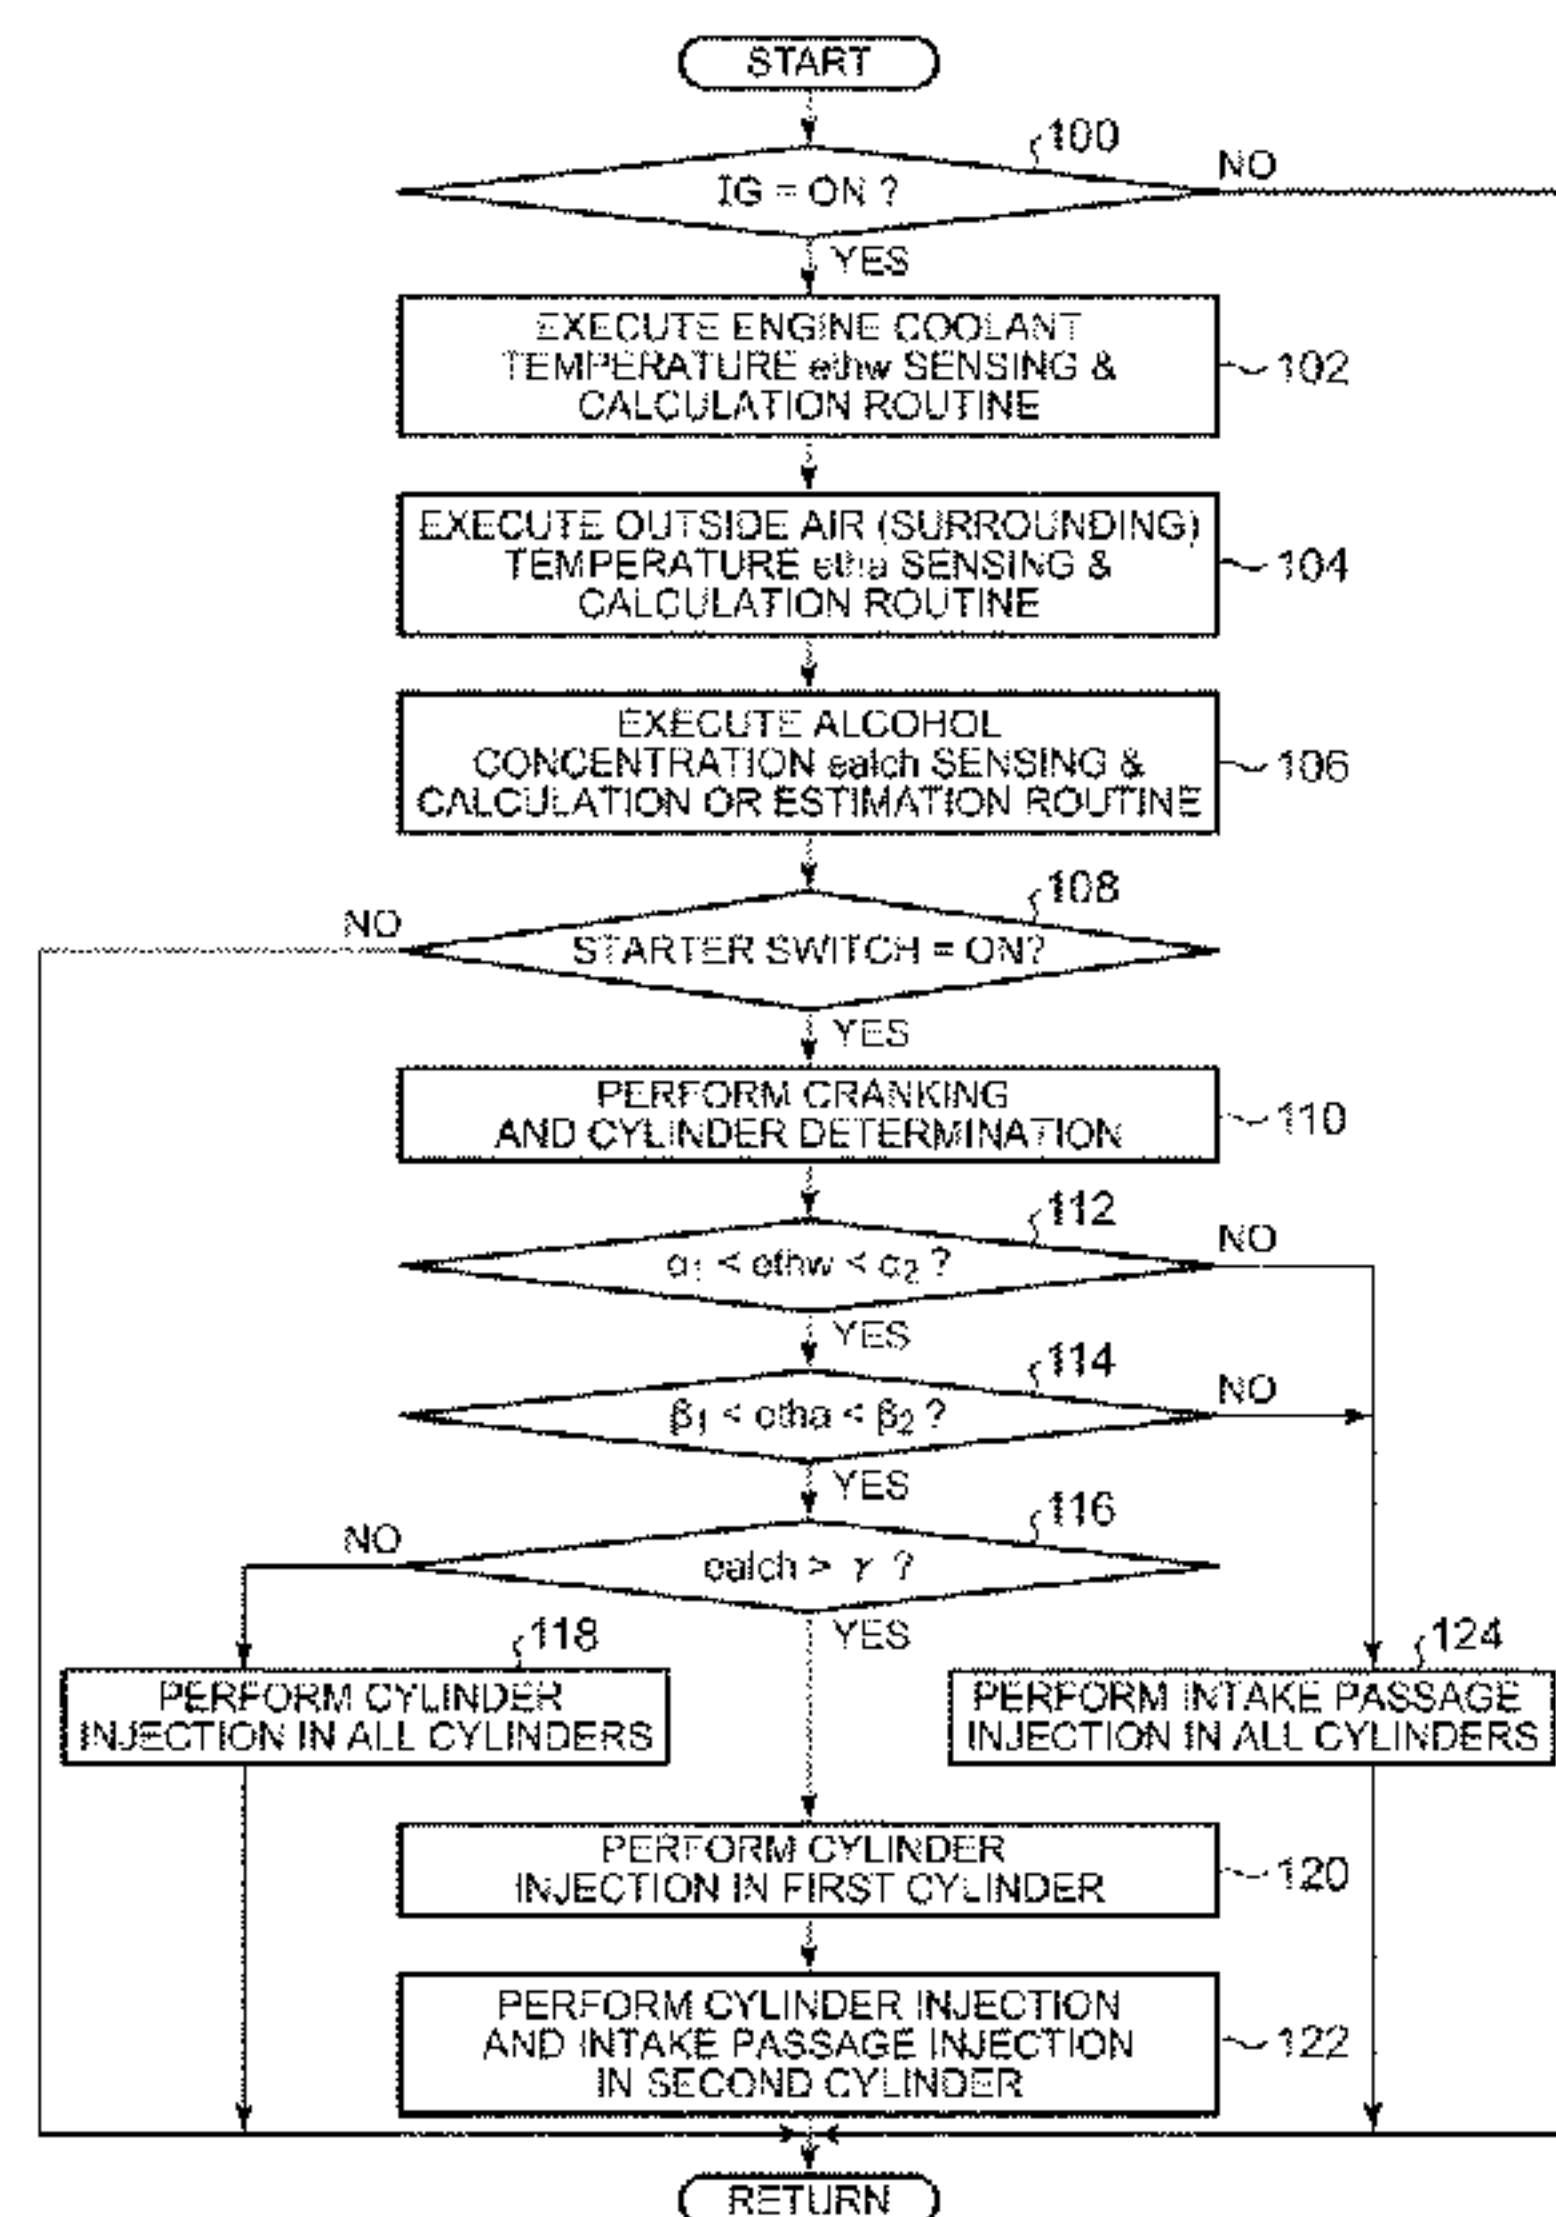 START
100
IG = ON ?
NO
YES
EXECUTE ENGINE COOLANT
TEMPERATURE ethw SENSING &
CALCULATION ROUTINE
102
EXECUTE OUTSIDE AIR (SURROUNDING)
TEMPERATURE etha SENSING &
CALCULATION ROUTINE
104
EXECUTE ALCOHOL
CONCENTRATION ealch SENSING &
CALCULATION OR ESTIMATION ROUTINE
106
108
NO
STARTER SWITCH = ON?
YES
PERFORM CRANKING
AND CYLINDER DETERMINATION
110
112
α1 < ethw < α2 ?
NO
YES
114
β1 < etha < β2 ?
NO
YES
116
NO
ealch > γ ?
YES
118
PERFORM CYLINDER
INJECTION IN ALL CYLINDERS
124
PERFORM INTAKE PASSAGE
INJECTION IN ALL CYLINDERS
PERFORM CYLINDER
INJECTION IN FIRST CYLINDER
120
PERFORM CYLINDER INJECTION
AND INTAKE PASSAGE INJECTION
IN SECOND CYLINDER
122
RETURN